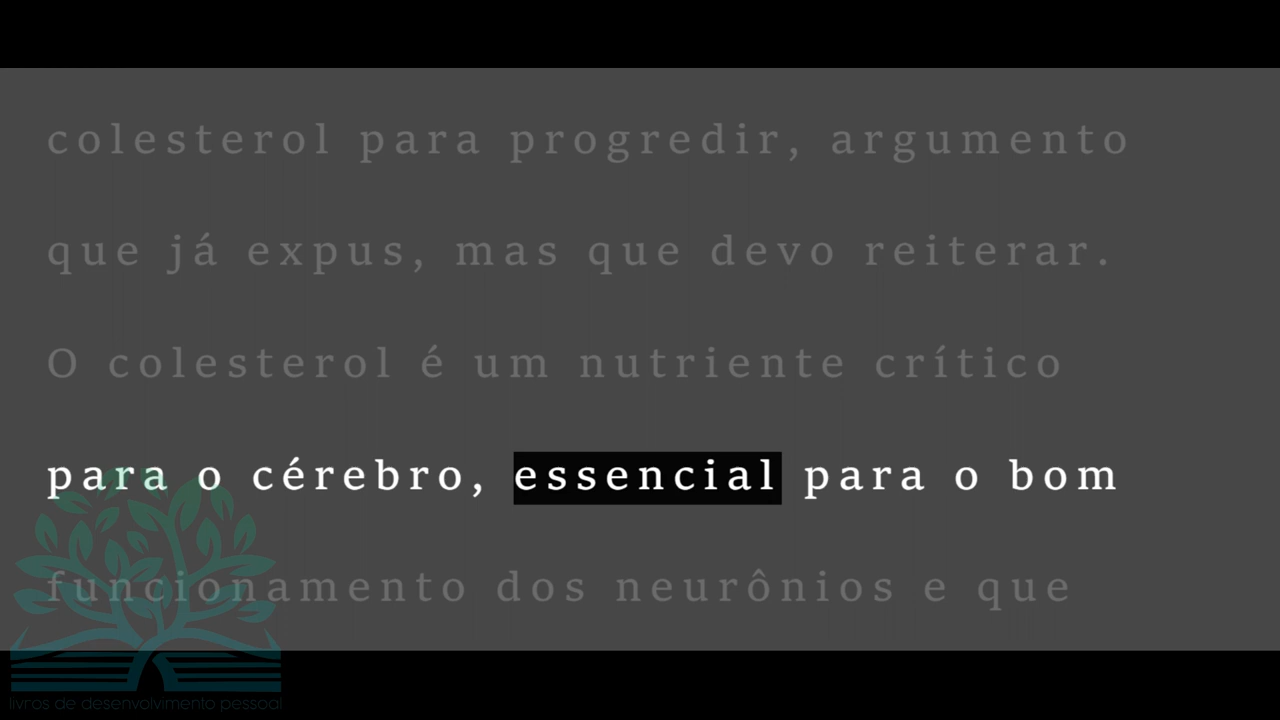 colesterol para progredir, argumento
que já expus, mas que devo reiterar.
O colesterol é um nutriente crítico
para o cérebro, essencial para o bom
funcionamento dos neurônios e que
livros de desenvolvimento pessoal